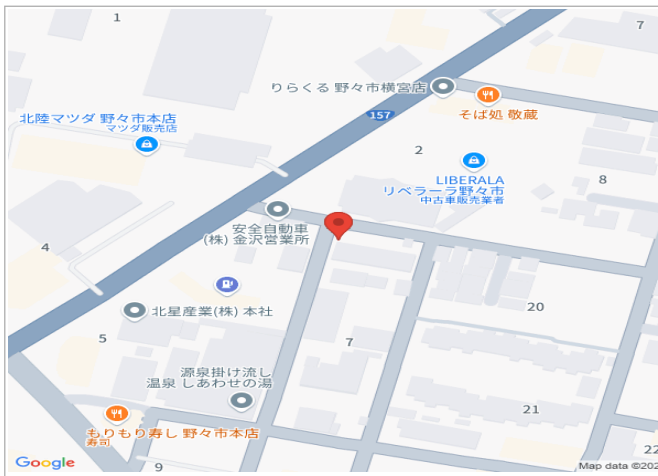 1
7
りらくる 野々市横宮店
北陸マツダ 野々市本店
マツダ販売店
そば処 敬蔵
157
2
LIBERALA
リベラーラ野々市
中古車販売業者
8
安全自動車
(株) 金沢営業所
4
北星産業(株) 本社
20
5
7
源泉掛け流し
温泉 しあわせの湯
21
もりもり寿し 野々市本店
寿司
22
9
Google
Map data ©202